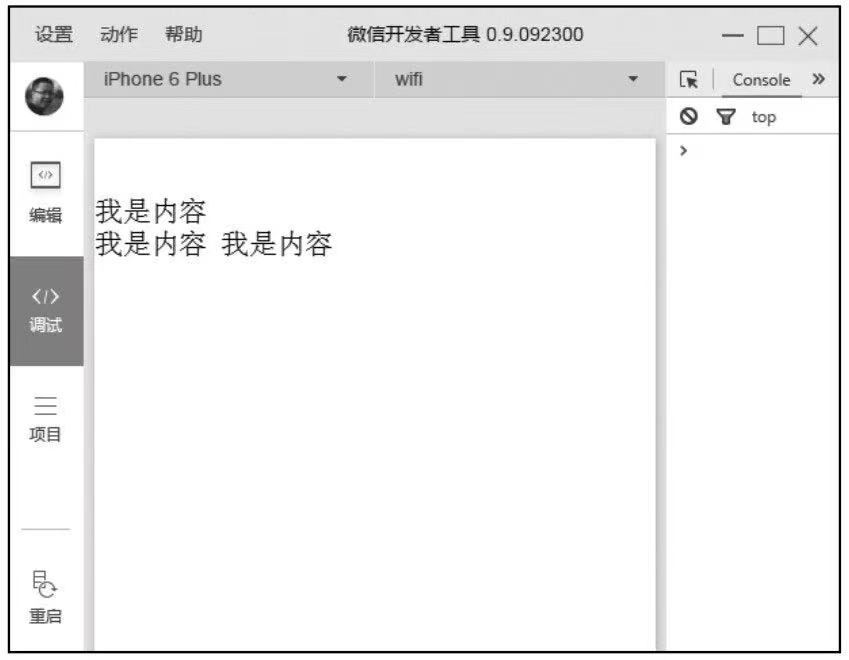 设置 动作 帮助 微信开发者工具 0.9.092300
iPhone 6 Plus wifi Console »
top
编辑
调试
项目
重启
我是内容
我是内容 我是内容